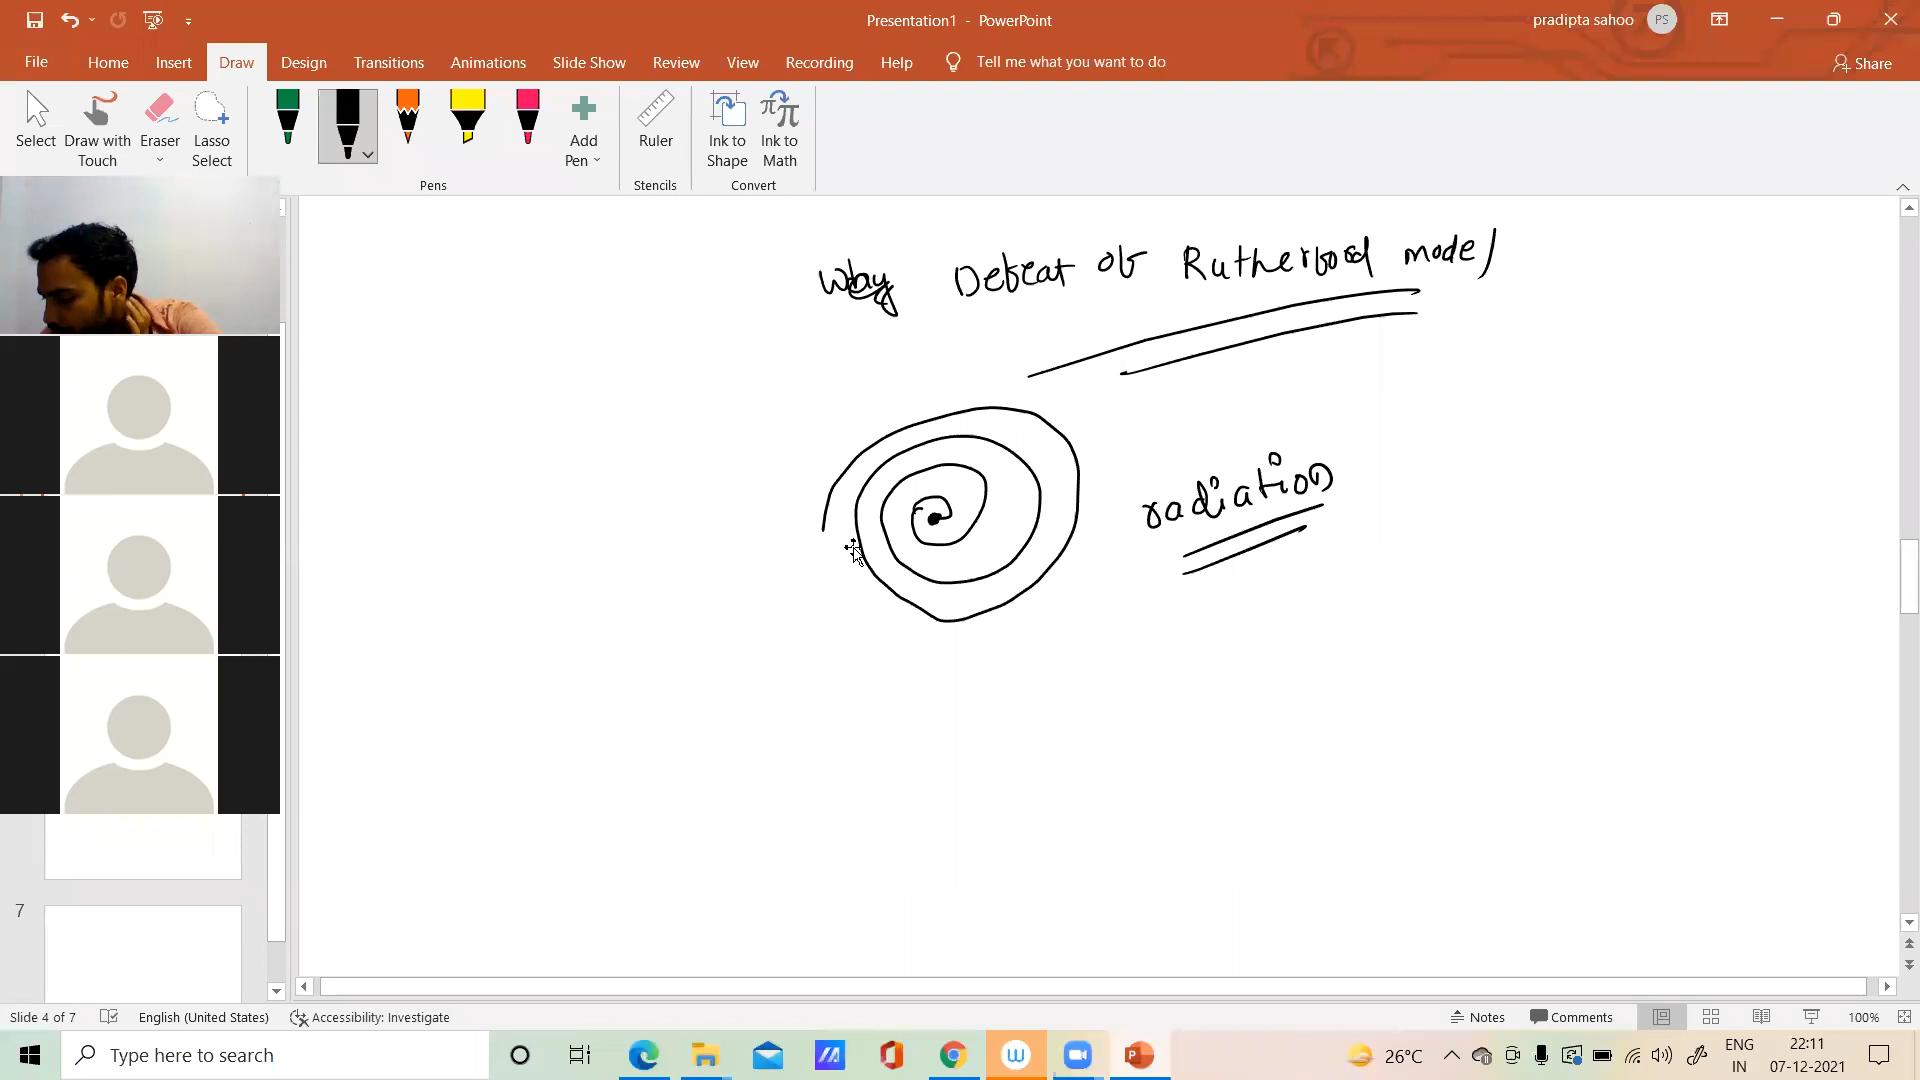 Presentation1 - PowerPoint
pradipta sahoo PS
File Home Insert Draw Design Transitions Animations Slide Show Review View Recording Help Tell me what you want to do Share
Select Draw with Touch Eraser Lasso Select Add Pen Ruler Ink to Shape Ink to Math
Pens Stencils Convert
Why Defeat of Rutherford model
radiation
7
Slide 4 of 7 English (United States) Accessibility: Investigate Notes Comments 100%
Type here to search
26°C
ENG
IN
22:11
07-12-2021